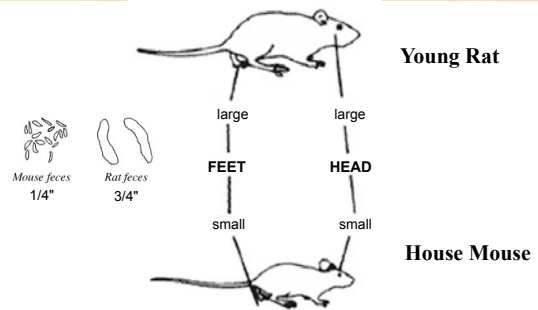 Young Rat
large large
FEET HEAD
Mouse feces Rat feces
1/4" 3/4"
small small
House Mouse